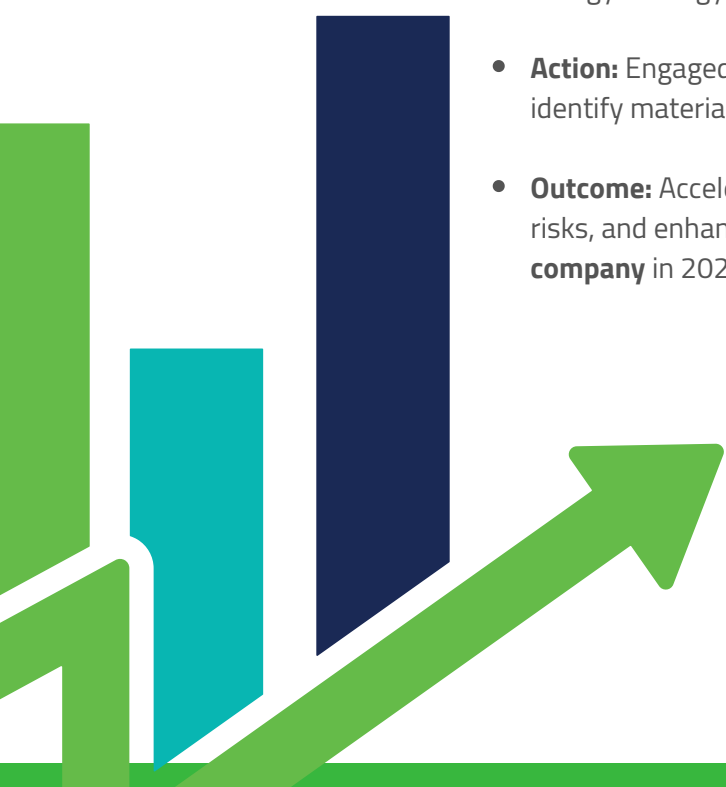 • Action: Engaged
identify materia
• Outcome: Accel
risks, and enhan
company in 202